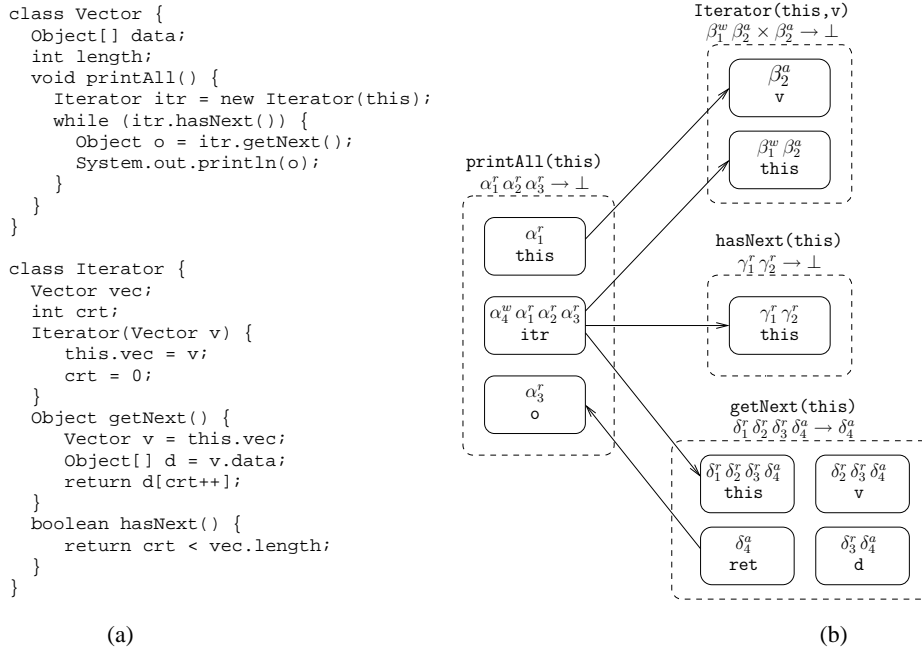 class Vector {
Object[] data;
int length;
void printAll() {
Iterator itr = new Iterator(this);
while (itr.hasNext()) {
Object o = itr.getNext();
System.out.println(o);
}
}
}
class Iterator {
Vector vec;
int crt;
Iterator(Vector v) {
this.vec = v;
crt = 0;
}
Object getNext() {
Vector v = this.vec;
Object[] d = v.data;
return d[crt++];
}
boolean hasNext() {
return crt < vec.length;
}
}
(a)
printAll(this)
α₁ʳ α₂ʳ α₃ʳ → ⊥
α₁ʳ
this
α₄ʷ α₁ʳ α₂ʳ α₃ʳ
itr
α₃ʳ
o
Iterator(this,v)
β₁ʷ β₂ᵃ × β₂ᵃ → ⊥
β₂ᵃ
v
β₁ʷ β₂ᵃ
this
hasNext(this)
γ₁ʳ γ₂ʳ → ⊥
γ₁ʳ γ₂ʳ
this
getNext(this)
δ₁ʳ δ₂ʳ δ₃ʳ δ₄ᵃ → δ₄ᵃ
δ₁ʳ δ₂ʳ δ₃ʳ δ₄ᵃ
this
δ₂ʳ δ₃ʳ δ₄ᵃ
v
δ₄ᵃ
ret
δ₃ʳ δ₄ᵃ
d
(b)